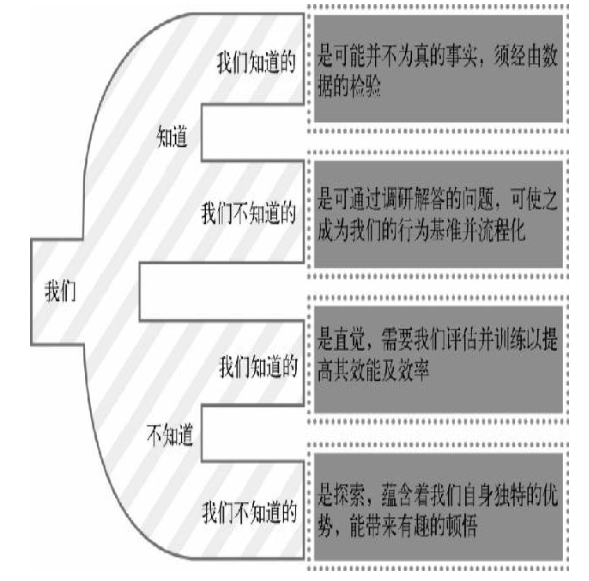 我们知道的
是可能并不为真的事实，须经由数
据的检验
知道
我们不知道的
是可通过调研解答的问题，可使之
成为我们的行为基准并流程化
我们
我们知道的
是直觉，需要我们评估并训练以提
高其效能及效率
不知道
我们不知道的
是探索，蕴含着我们自身独特的优
势，能带来有趣的顿悟